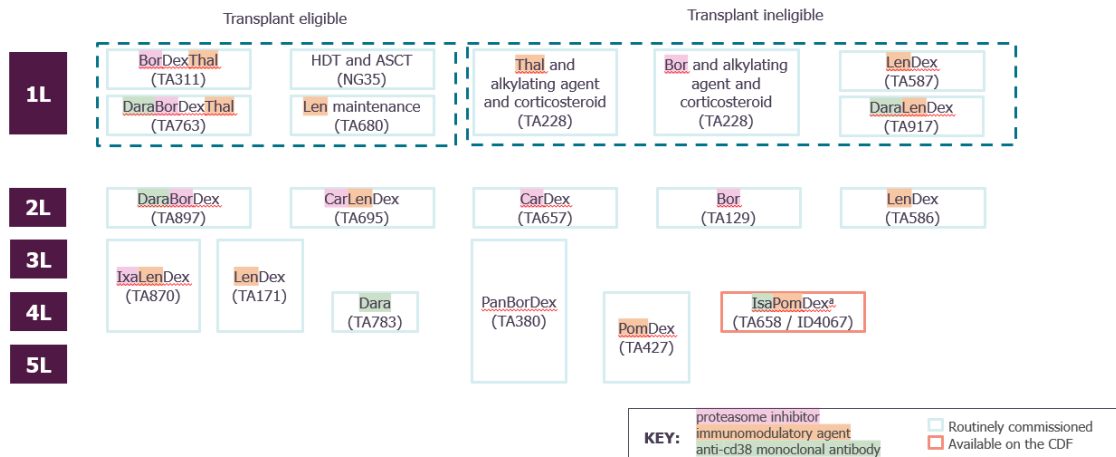 Transplant eligible
Transplant ineligible
1L
BorDexThal
(TA311)
HDT and ASCT
(NG35)
DaraBorDexThal
(TA763)
Len maintenance
(TA680)
Thal and
alkylating agent
and corticosteroid
(TA228)
Bor and alkylating
agent and
corticosteroid
(TA228)
LenDex
(TA587)
DaraLenDex
(TA917)
2L
DaraBorDex
(TA897)
CarLenDex
(TA695)
CarDex
(TA657)
Bor
(TA129)
LenDex
(TA586)
3L
4L
5L
IxaLenDex
(TA870)
LenDex
(TA171)
Dara
(TA783)
PanBorDex
(TA380)
PomDex
(TA427)
IsaPomDexª
(TA658 / ID4067)
KEY:
proteasome inhibitor
immunomodulatory agent
anti-cd38 monoclonal antibody
Routinely commissioned
Available on the CDF